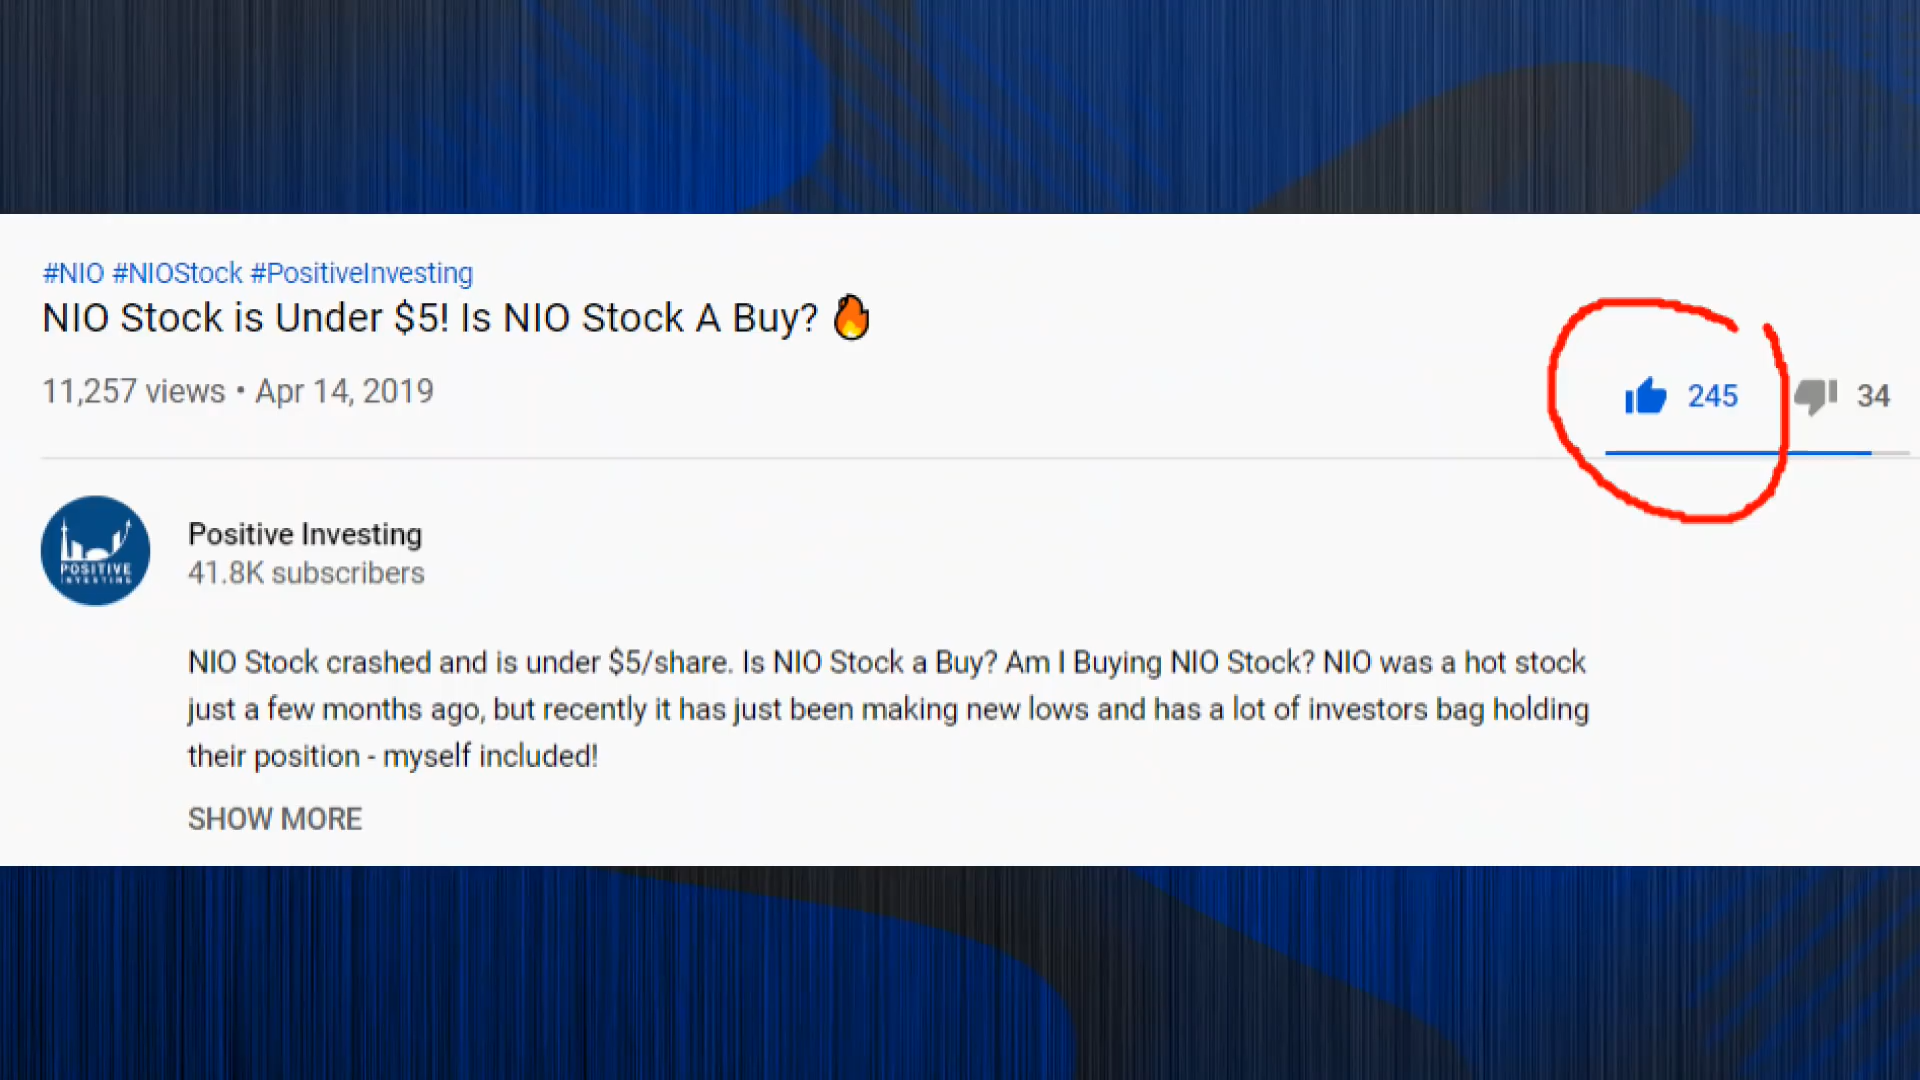 #NIO #NIOStock #PositiveInvesting
NIO Stock is Under $5! Is NIO Stock A Buy? 🔥
11,257 views • Apr 14, 2019
245 34
POSITIVE
INVESTING
Positive Investing
41.8K subscribers
NIO Stock crashed and is under $5/share. Is NIO Stock a Buy? Am I Buying NIO Stock? NIO was a hot stock
just a few months ago, but recently it has just been making new lows and has a lot of investors bag holding
their position - myself included!
SHOW MORE